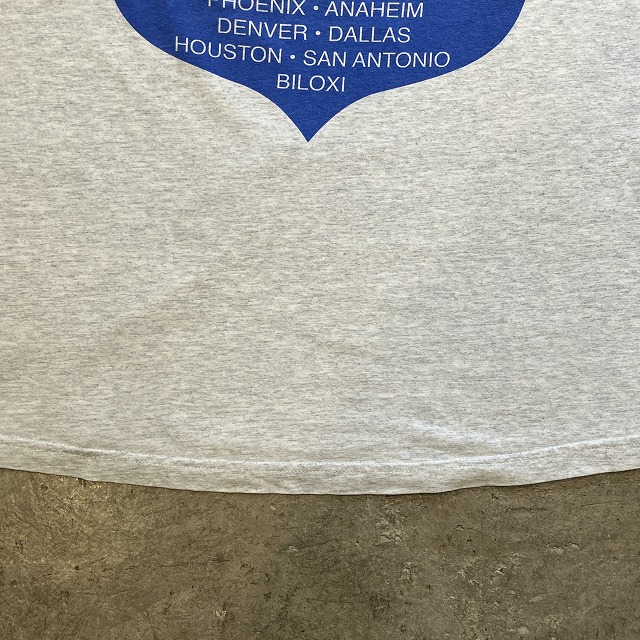 PHOENIX • ANAHEIM
DENVER • DALLAS
HOUSTON • SAN ANTONIO
BILOXI